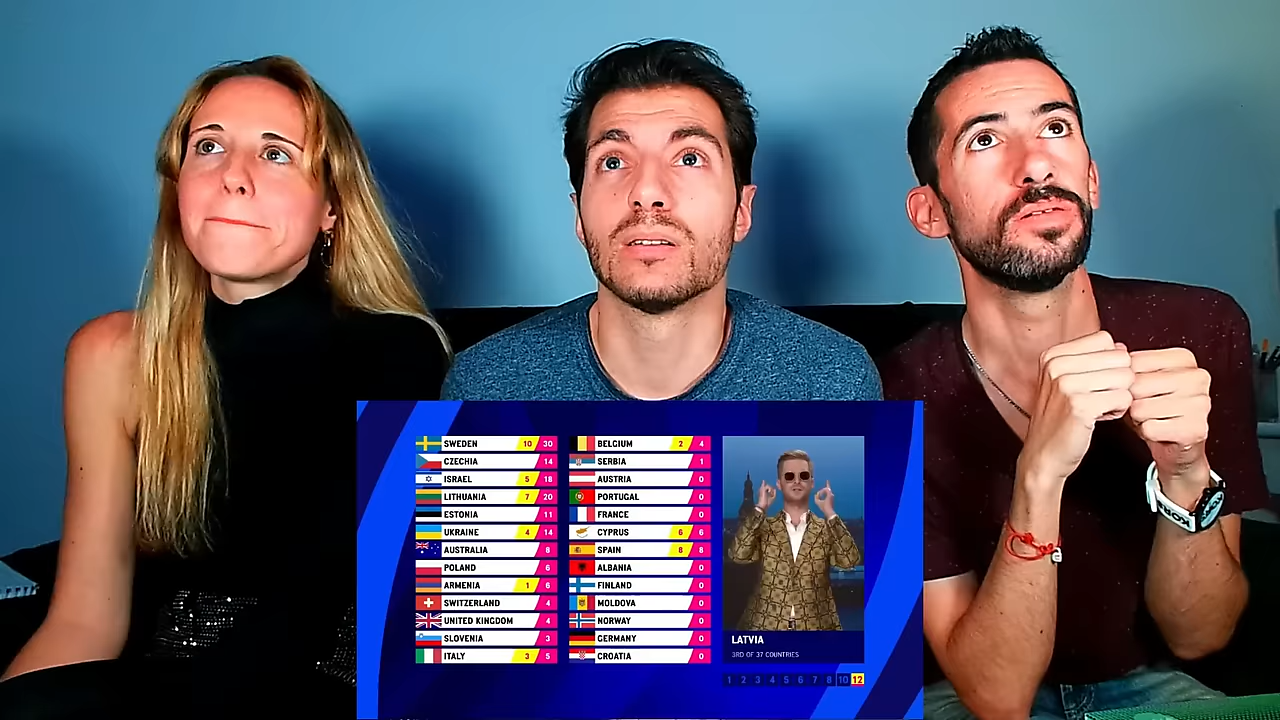 SWEDEN 10 30
CZECHIA 14
ISRAEL 5 18
LITHUANIA 7 20
ESTONIA 11
UKRAINE 4 14
AUSTRALIA 8
POLAND 6
ARMENIA 1 6
SWITZERLAND 4
UNITED KINGDOM 4
SLOVENIA 3
ITALY 3 5
BELGIUM 2 4
SERBIA 1
AUSTRIA 0
PORTUGAL 0
FRANCE 0
CYPRUS 6 6
SPAIN 8 8
ALBANIA 0
FINLAND 0
MOLDOVA 0
NORWAY 0
GERMANY 0
CROATIA 0
LATVIA
3RD OF 37 COUNTRIES
1 2 3 4 5 6 7 8 10 12